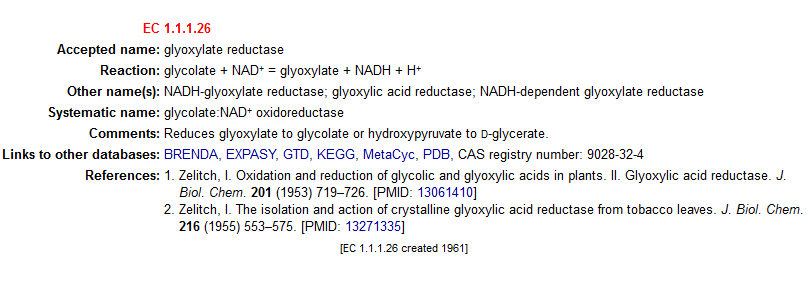 EC 1.1.1.26
Accepted name: glyoxylate reductase
Reaction: glycolate + NAD⁺ = glyoxylate + NADH + H⁺
Other name(s): NADH-glyoxylate reductase; glyoxylic acid reductase; NADH-dependent glyoxylate reductase
Systematic name: glycolate:NAD⁺ oxidoreductase
Comments: Reduces glyoxylate to glycolate or hydroxypyruvate to D-glycerate.
Links to other databases: BRENDA, EXPASY, GTD, KEGG, MetaCyc, PDB, CAS registry number: 9028-32-4
References: 1. Zelitch, I. Oxidation and reduction of glycolic and glyoxylic acids in plants. II. Glyoxylic acid reductase. J.
Biol. Chem. 201 (1953) 719–726. [PMID: 13061410]
2. Zelitch, I. The isolation and action of crystalline glyoxylic acid reductase from tobacco leaves. J. Biol. Chem.
216 (1955) 553–575. [PMID: 13271335]
[EC 1.1.1.26 created 1961]